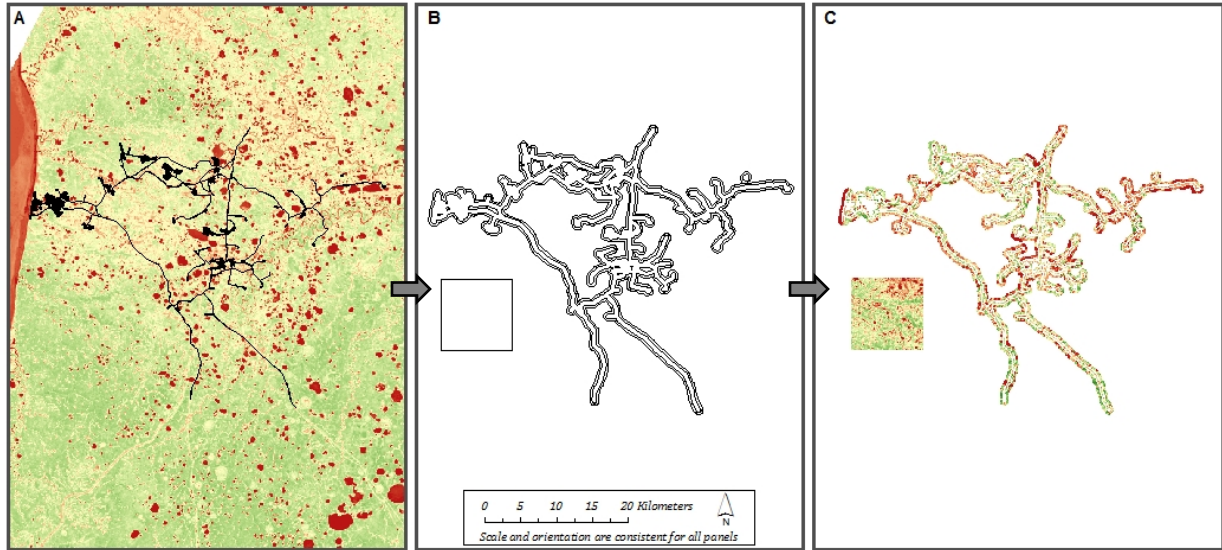 A
B
C
0 5 10 15 20 Kilometers
N
Scale and orientation are consistent for all panels